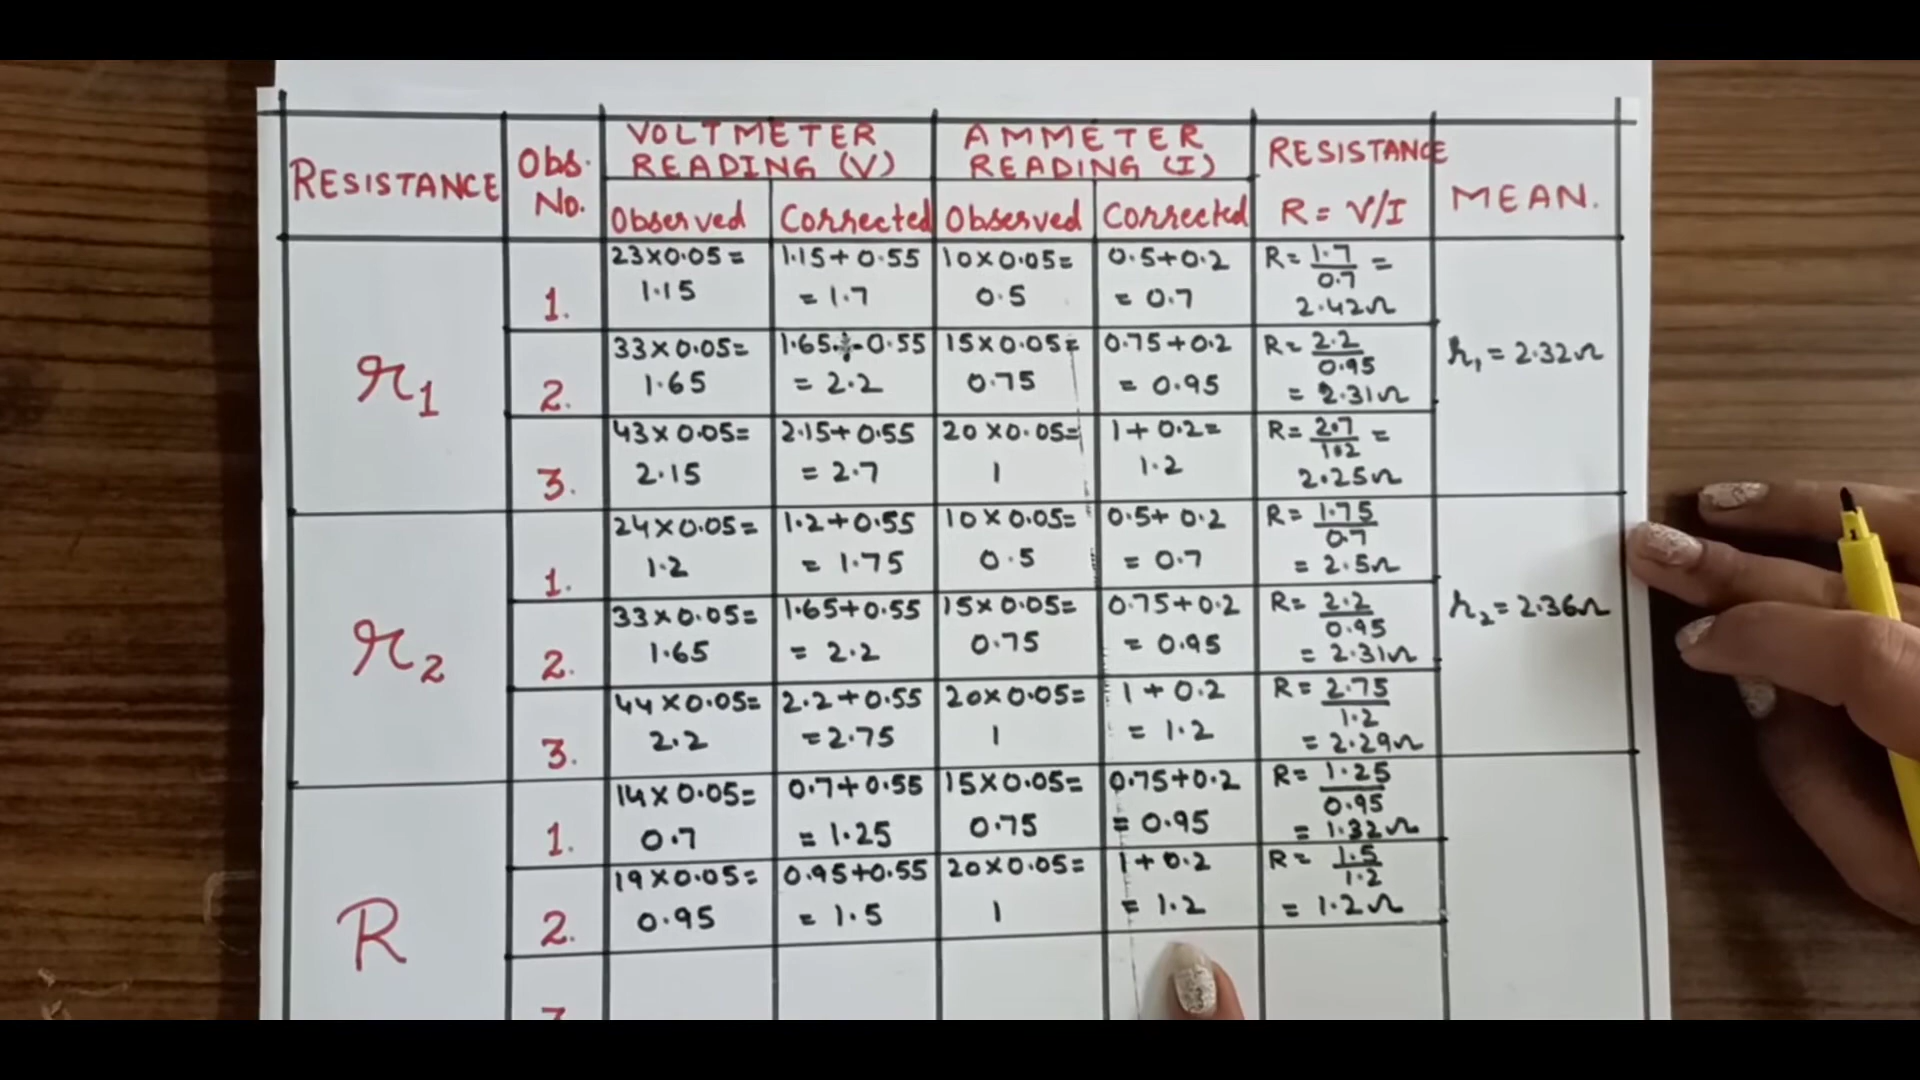 RESISTANCE
Obs.
No.
VOLTMETER
READING (V)
Observed
Corrected
AMMETER
READING (I)
Observed
Corrected
RESISTANCE
R = V/I
MEAN.
r1
1.
23×0.05=
1.15
1.15+0.55
= 1.7
10×0.05=
0.5
0.5+0.2
= 0.7
R= 1.7/0.7 =
2.42Ω
2.
33×0.05=
1.65
1.65+0.55
= 2.2
15×0.05=
0.75
0.75+0.2
= 0.95
R= 2.2/0.95
= 2.31Ω
r1 = 2.32Ω
3.
43×0.05=
2.15
2.15+0.55
= 2.7
20×0.05=
1
1+0.2=
1.2
R= 2.7/1.2 =
2.25Ω
r2
1.
24×0.05=
1.2
1.2+0.55
= 1.75
10×0.05=
0.5
0.5+0.2
= 0.7
R= 1.75/0.7
= 2.5Ω
2.
33×0.05=
1.65
1.65+0.55
= 2.2
15×0.05=
0.75
0.75+0.2
= 0.95
R= 2.2/0.95
= 2.31Ω
r2 = 2.36Ω
3.
44×0.05=
2.2
2.2+0.55
=2.75
20×0.05=
1
1+0.2
= 1.2
R= 2.75/1.2
= 2.29Ω
R
1.
14×0.05=
0.7
0.7+0.55
= 1.25
15×0.05=
0.75
0.75+0.2
= 0.95
R= 1.25/0.95
= 1.32Ω
2.
19×0.05=
0.95
0.95+0.55
= 1.5
20×0.05=
1
1+0.2
= 1.2
R= 1.5/1.2
= 1.2Ω